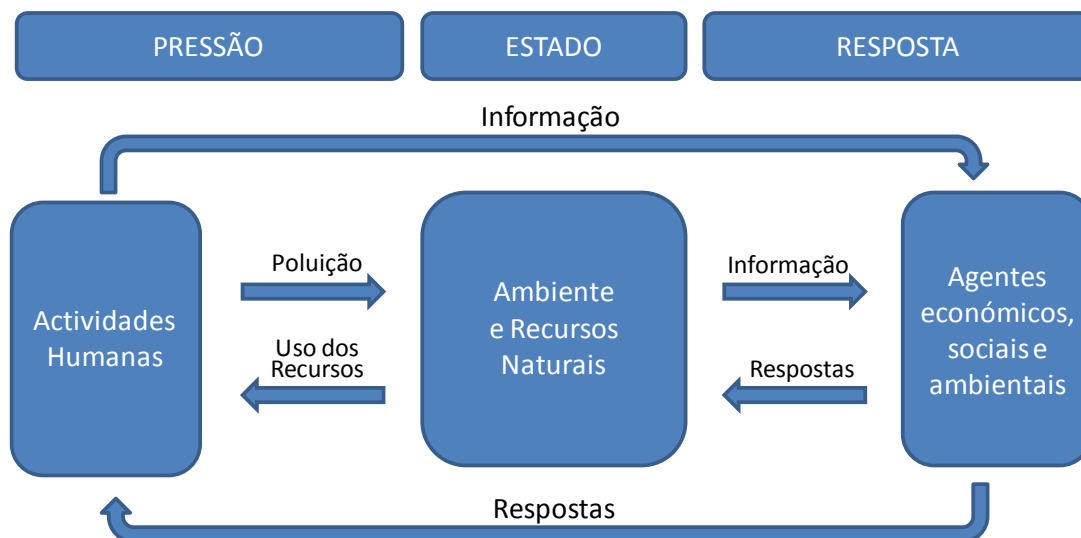 PRESSÃO
ESTADO
RESPOSTA
Informação
Actividades
Humanas
Poluição
Uso dos
Recursos
Ambiente
e Recursos
Naturais
Informação
Respostas
Agentes
económicos,
sociais e
ambientais
Respostas